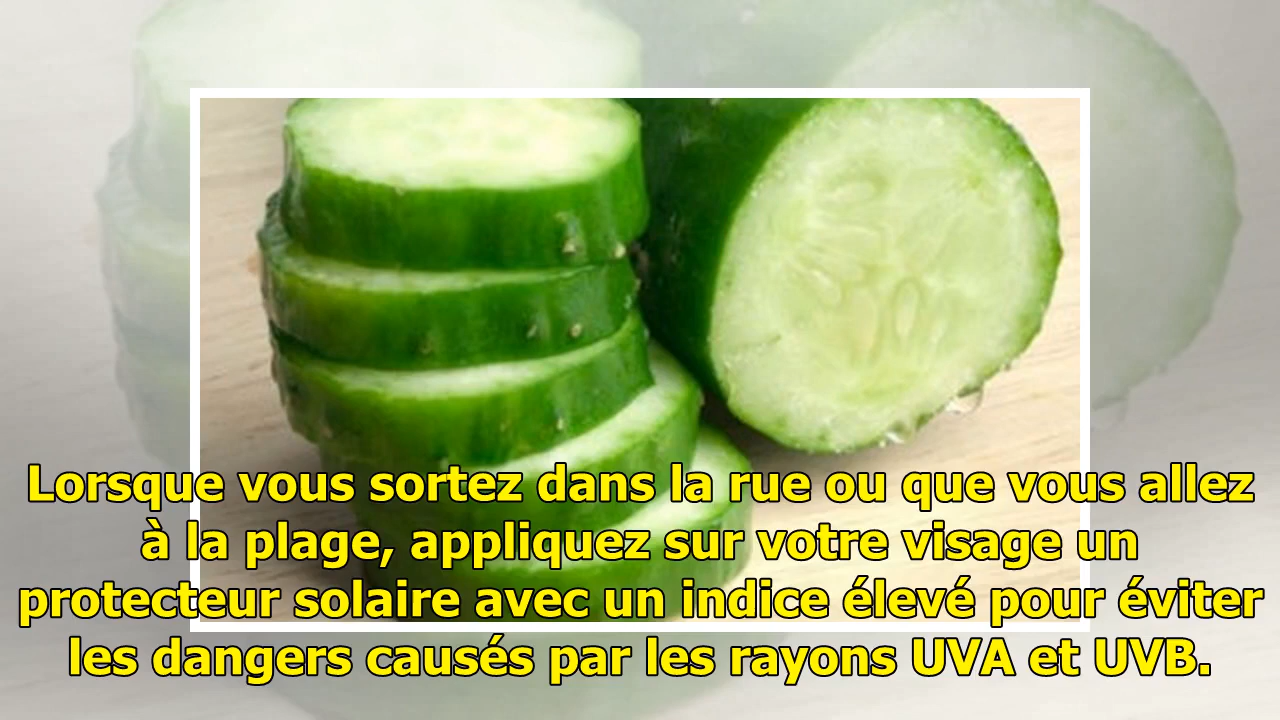 Lorsque vous sortez dans la rue ou que vous allez
à la plage, appliquez sur votre visage un
protecteur solaire avec un indice élevé pour éviter
les dangers causés par les rayons UVA et UVB.